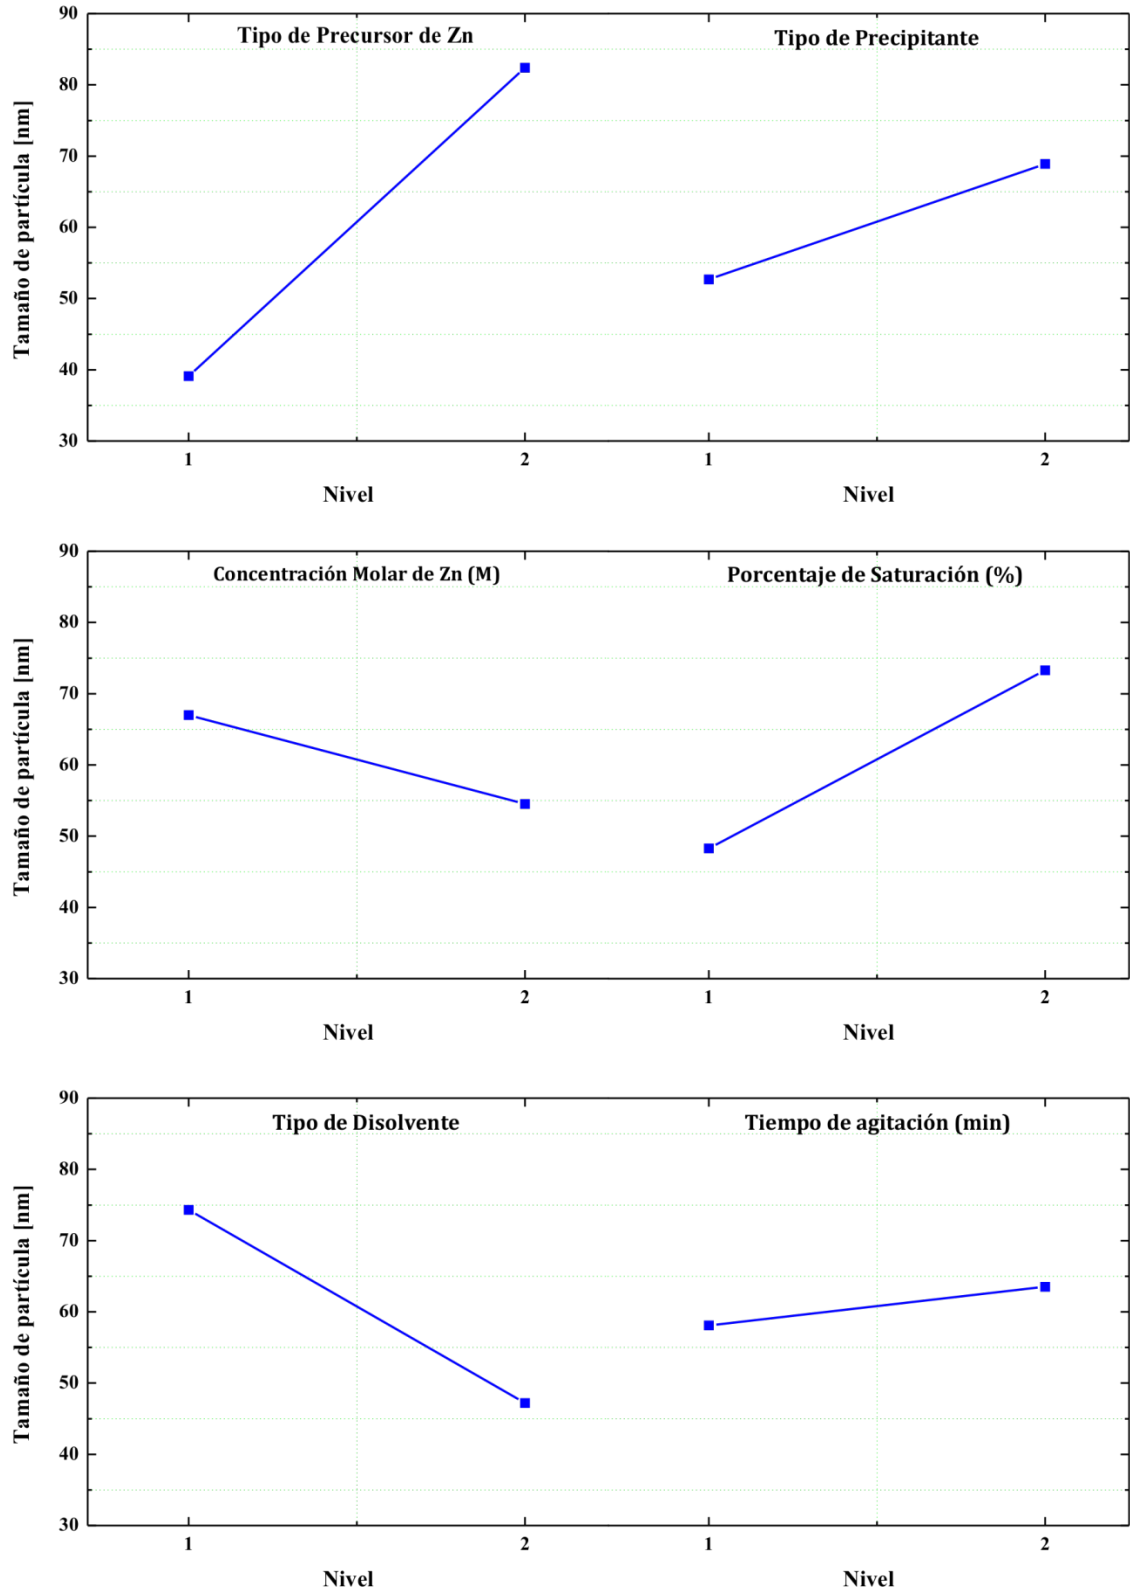 Tipo de Precursor de Zn
Tipo de Precipitante
Tamaño de partícula [nm]
90
80
70
60
50
40
30
1
2
1
2
Nivel
Nivel
Concentración Molar de Zn (M)
Porcentaje de Saturación (%)
Tamaño de partícula [nm]
90
80
70
60
50
40
30
1
2
1
2
Nivel
Nivel
Tipo de Disolvente
Tiempo de agitación (min)
Tamaño de partícula [nm]
90
80
70
60
50
40
30
1
2
1
2
Nivel
Nivel